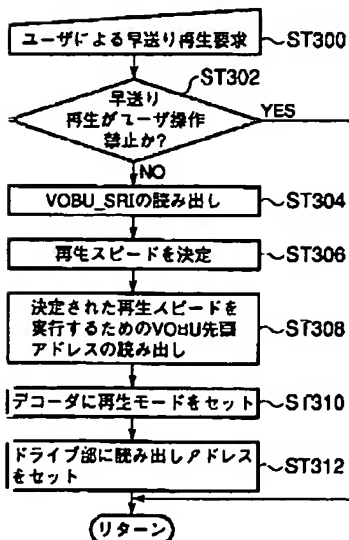 ユーザによる早送り再生要求
ST300
ST302
早送り
再生がユーザ操作
禁止か?
YES
NO
VOBU_SRIの読み出し
ST304
再生スピードを決定
ST306
決定された再生スピードを
実行するためのVOBU先頭
アドレスの読み出し
ST308
デコーダに再生モードをセット
ST310
ドライブ部に読み出しアドレス
をセット
ST312
リターン